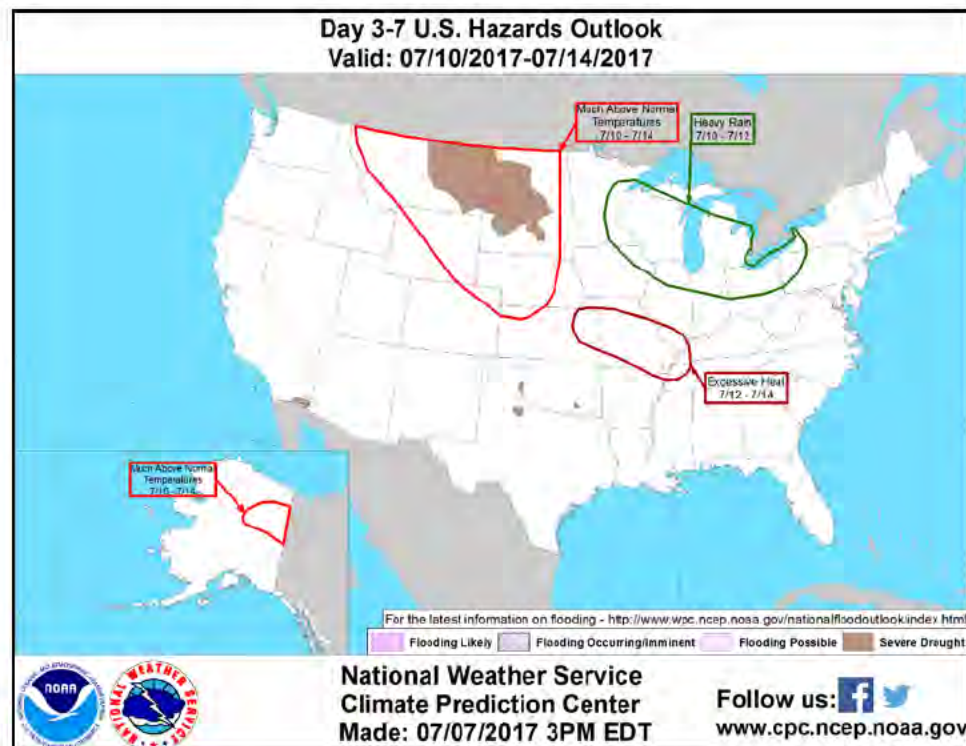 Day 3-7 U.S. Hazards Outlook
Valid: 07/10/2017-07/14/2017
Much Above Normal
Temperatures
7/10 - 7/14
Heavy Rain
7/10 - 7/12
Excessive Heat
7/12 - 7/14
Much Above Normal
Temperatures
For the latest information on flooding - http://www.wpc.ncep.noaa.gov/nationalfloodoutlook/index.html
Flooding Likely
Flooding Occurring/Imminent
Flooding Possible
Severe Drought
NOAA
NATIONAL WEATHER SERVICE
National Weather Service
Climate Prediction Center
Made: 07/07/2017 3PM EDT
Follow us:
www.cpc.ncep.noaa.gov